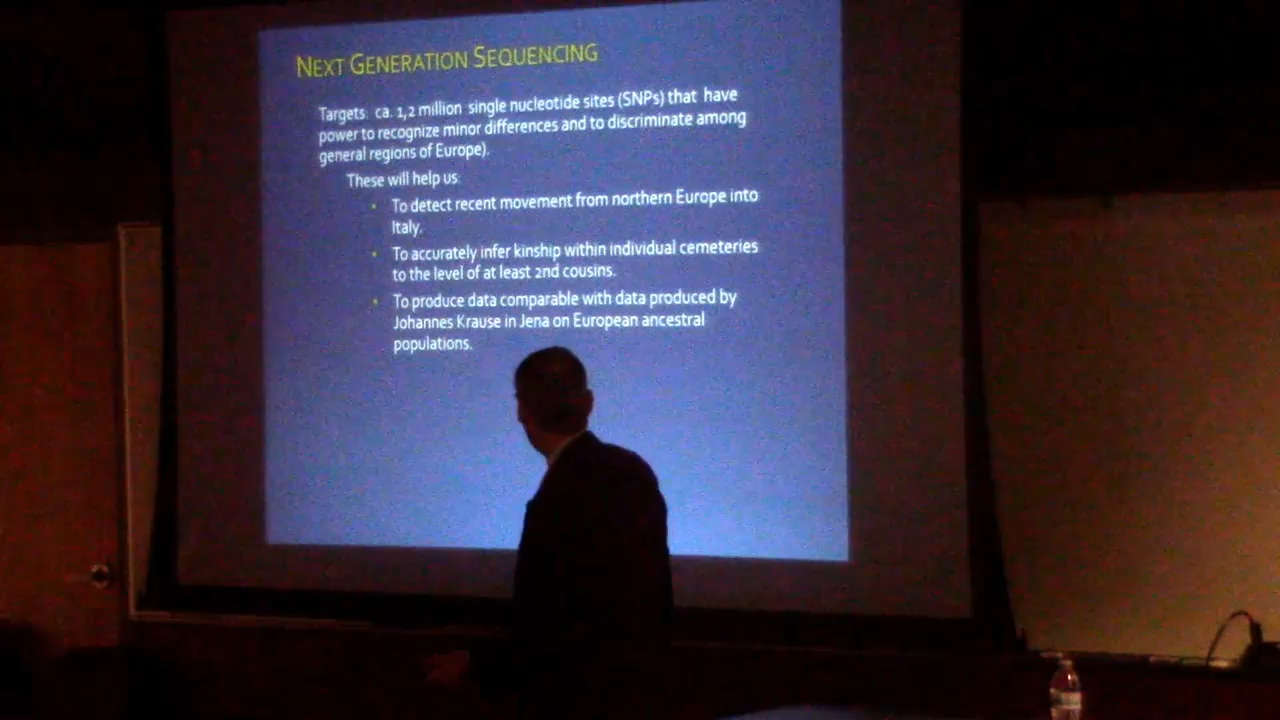 NEXT GENERATION SEQUENCING
Targets: ca. 1,2 million single nucleotide sites (SNPs) that have
power to recognize minor differences and to discriminate among
general regions of Europe).
These will help us:
• To detect recent movement from northern Europe into
Italy.
• To accurately infer kinship within individual cemeteries
to the level of at least 2nd cousins.
• To produce data comparable with data produced by
Johannes Krause in Jena on European ancestral
populations.